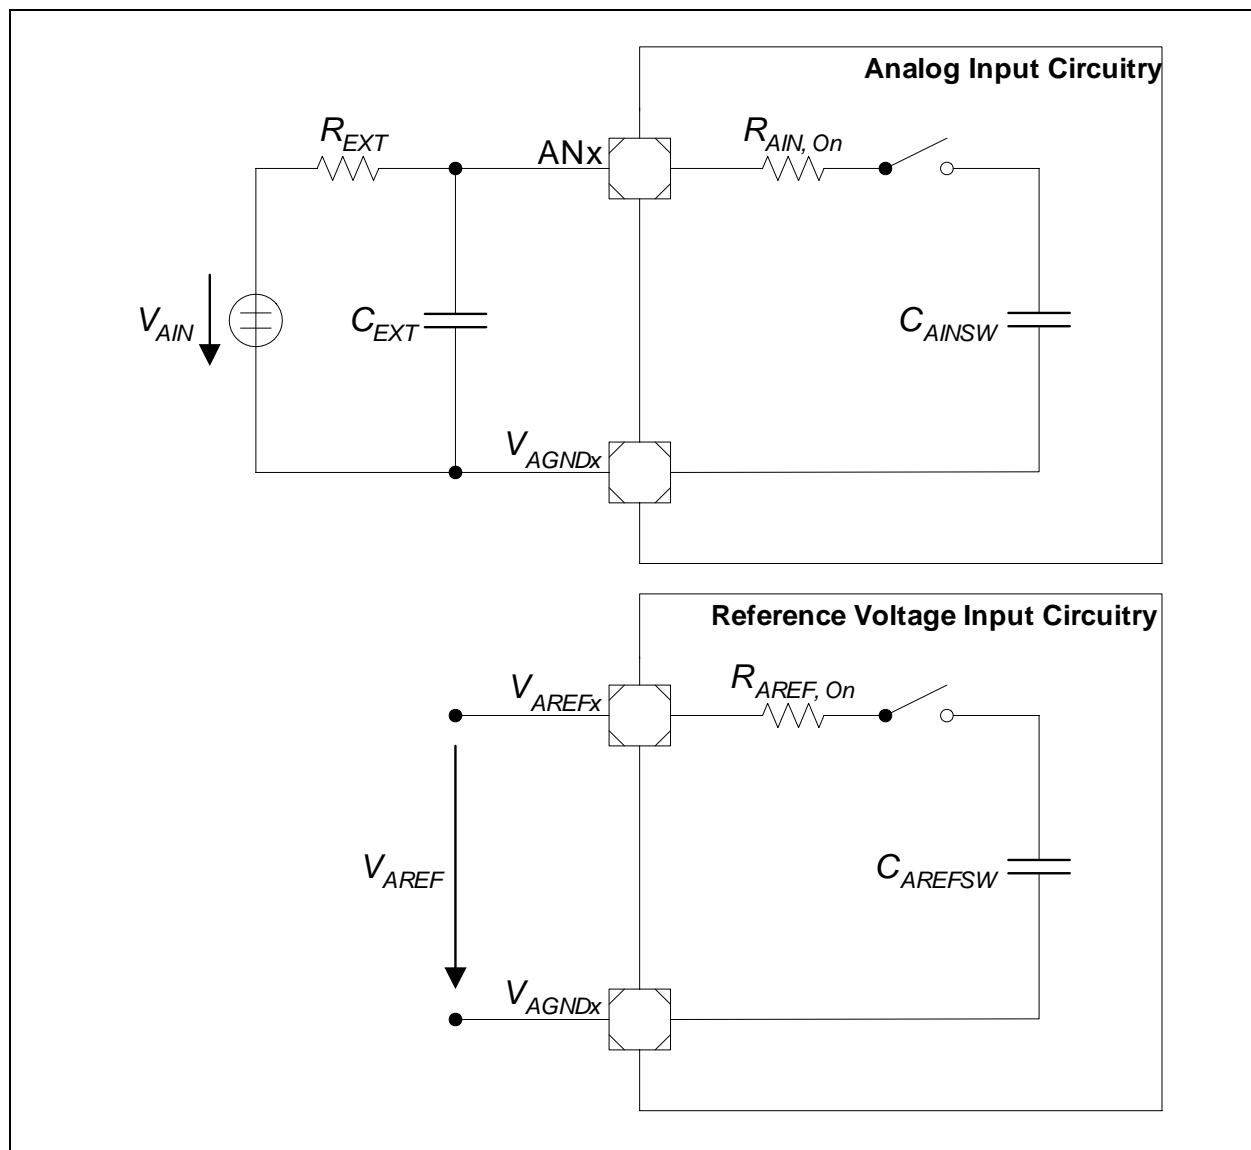 Analog Input Circuitry
R_EXT
ANx
R_AIN, On
V_AIN
C_EXT
C_AINSW
V_AGNDx
Reference Voltage Input Circuitry
V_AREFx
R_AREF, On
V_AREF
C_AREFSW
V_AGNDx